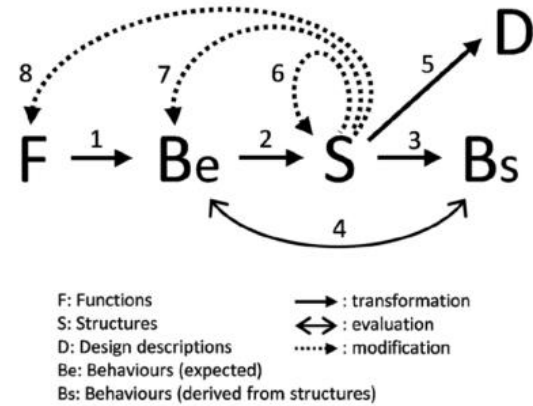 D
8 7 6 5
1 2 3
F Be S Bs
4
F: Functions : transformation
S: Structures : evaluation
D: Design descriptions : modification
Be: Behaviours (expected)
Bs: Behaviours (derived from structures)